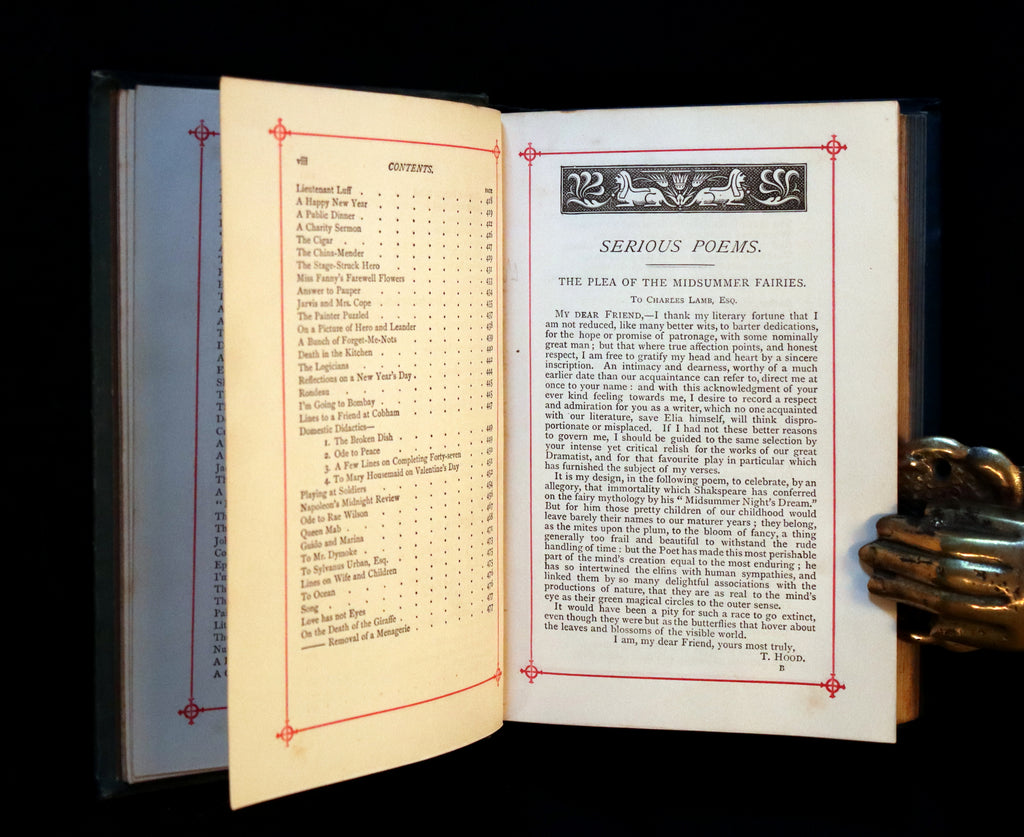 viii
CONTENTS.
PAGE
Lieutenant Luff
A Happy New Year
A Public Dinner
A Charity Sermon
The Cigar
The China-Mender
The Stage-Struck Hero
Miss Fanny's Farewell Flowers
Answer to Pauper
Jarvis and Mrs. Cope
The Painter Puzzled
On a Picture of Hero and Leander
A Bunch of Forget-Me-Nots
Death in the Kitchen
The Logicians
Reflections on a New Year's Day
Rondeau
I'm Going to Bombay
Lines to a Friend at Cobham
Domestic Didactics—
1. The Broken Dish
2. Ode to Peace
3. A Few Lines on Completing Forty-seven
4. To Mary Housemaid on Valentine's Day
Playing at Soldiers
Napoleon's Midnight Review
Ode to Rae Wilson
Queen Mab
Guido and Marina
To Mr. Dymoke
To Sylvanus Urban, Esq.
Lines on Wife and Children
To Ocean
Song
Love has not Eyes
On the Death of the Giraffe
—— Removal of a Menagerie
SERIOUS POEMS.
THE PLEA OF THE MIDSUMMER FAIRIES.
To Charles Lamb, Esq.
My dear Friend,—I thank my literary fortune that I
am not reduced, like many better wits, to barter dedications,
for the hope or promise of patronage, with some nominally
great man; but that where true affection points, and honest
respect, I am free to gratify my head and heart by a sincere
inscription. An intimacy and dearness, worthy of a much
earlier date than our acquaintance can refer to, direct me at
once to your name: and with this acknowledgment of your
ever kind feeling towards me, I desire to record a respect
and admiration for you as a writer, which no one acquainted
with our literature, save Elia himself, will think dispro-
portionate or misplaced. If I had not these better reasons
to govern me, I should be guided to the same selection by
your intense yet critical relish for the works of our great
Dramatist, and for that favourite play in particular which
has furnished the subject of my verses.
It is my design, in the following poem, to celebrate, by an
allegory, that immortality which Shakspeare has conferred
on the fairy mythology by his "Midsummer Night's Dream."
But for him those pretty children of our childhood would
leave barely their names to our maturer years; they belong,
as the mites upon the plum, to the bloom of fancy, a thing
generally too frail and beautiful to withstand the rude
handling of time: but the Poet has made this most perishable
part of the mind's creation equal to the most enduring; he
has so intertwined the elfins with human sympathies, and
linked them by so many delightful associations with the
productions of nature, that they are as real to the mind's
eye as their green magical circles to the outer sense.
It would have been a pity for such a race to go extinct,
even though they were but as the butterflies that hover about
the leaves and blossoms of the visible world.
I am, my dear Friend, yours most truly,
T. Hood.
B